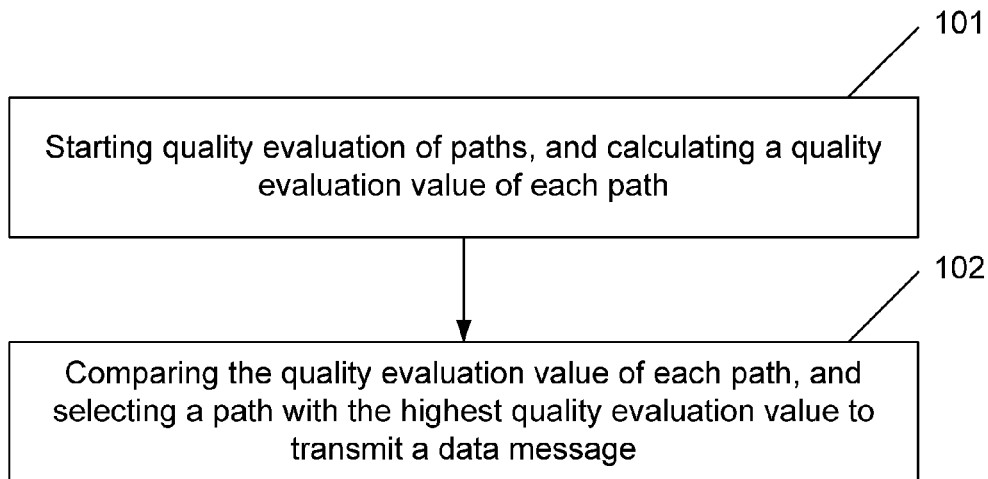 101
Starting quality evaluation of paths, and calculating a quality
evaluation value of each path
102
Comparing the quality evaluation value of each path, and
selecting a path with the highest quality evaluation value to
transmit a data message